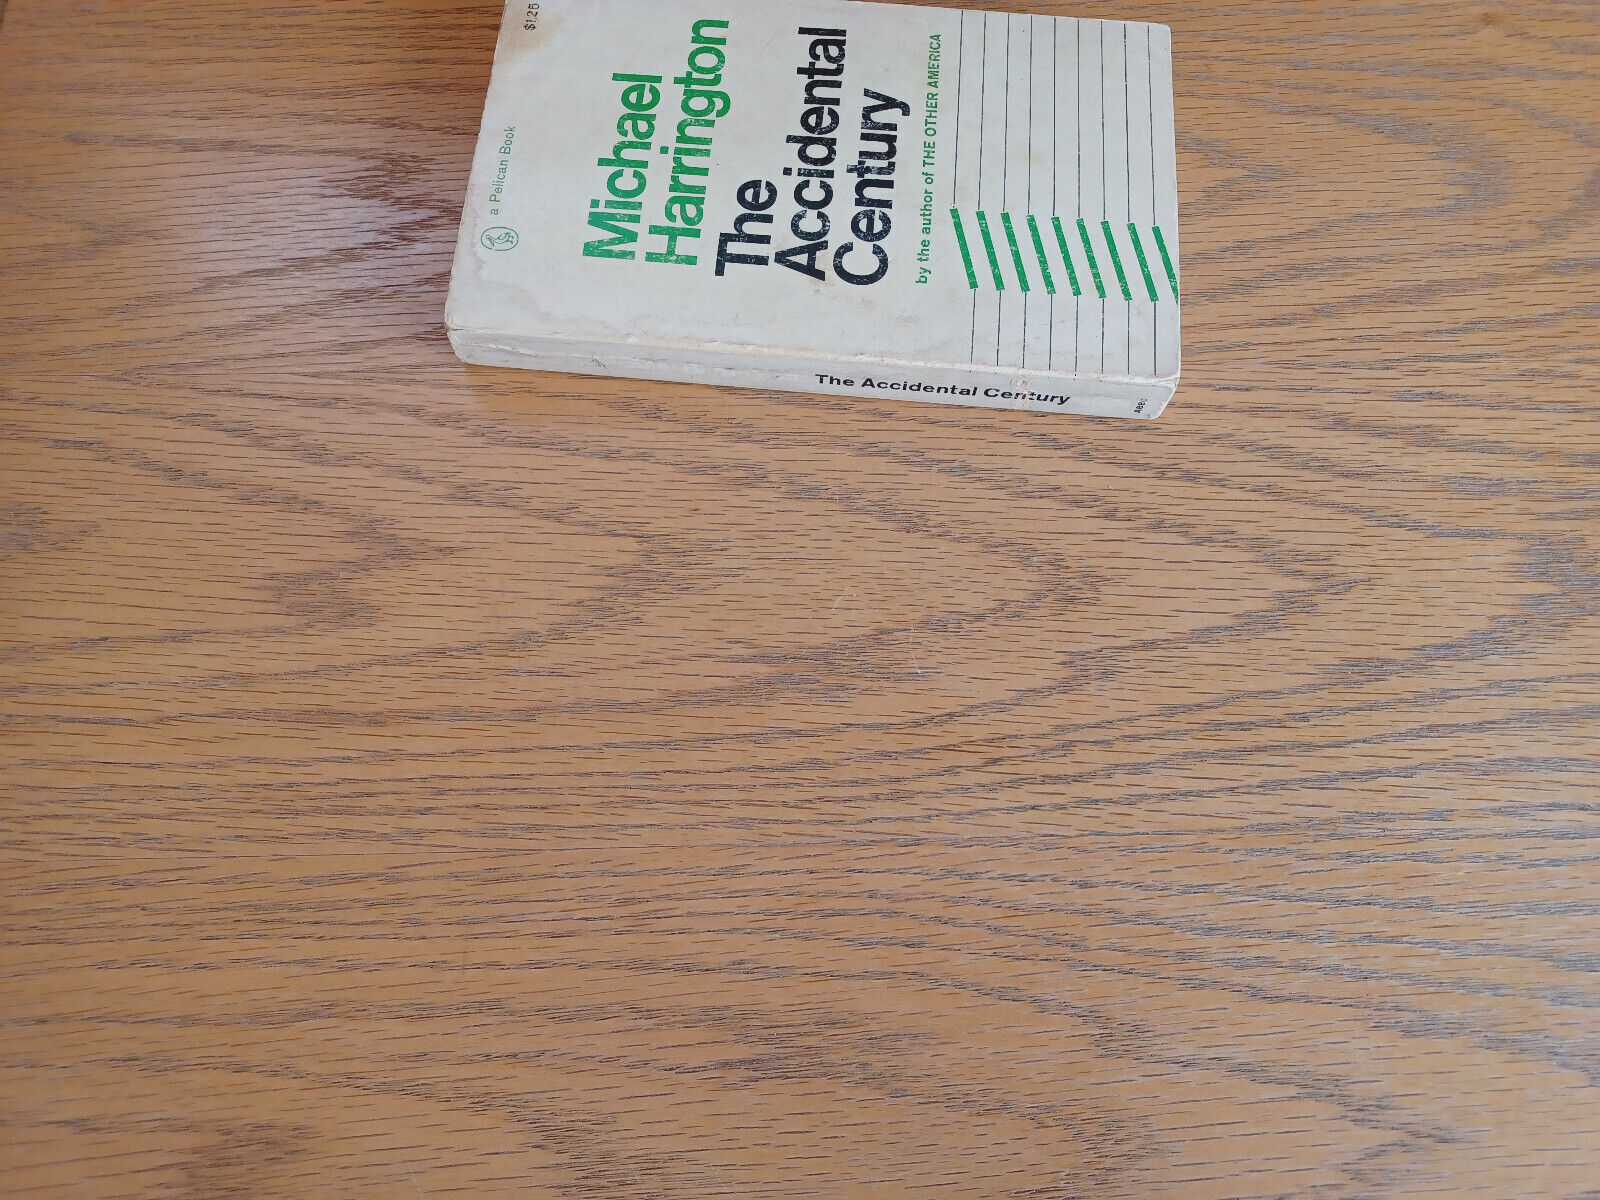 $1.25
a Pelican Book
Michael
Harrington
The
Accidental
Century
by the author of THE OTHER AMERICA
The Accidental Century